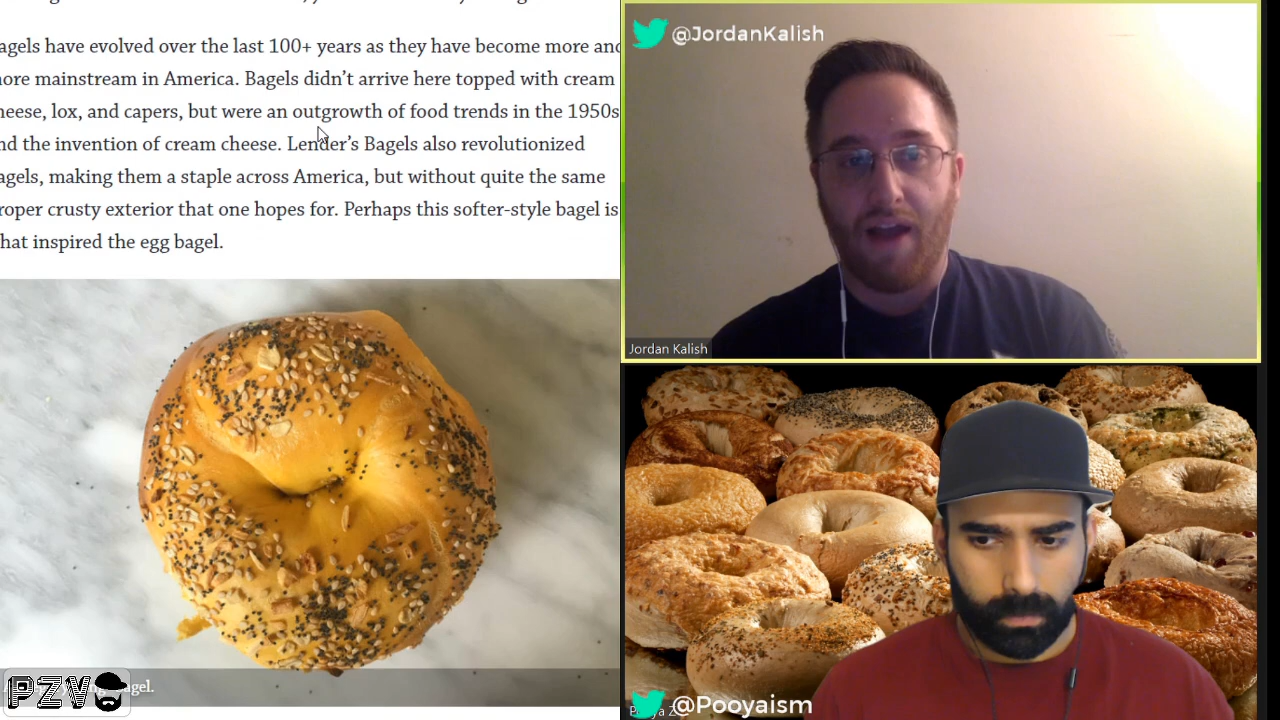 agels have evolved over the last 100+ years as they have become more and
ore mainstream in America. Bagels didn’t arrive here topped with cream
heese, lox, and capers, but were an outgrowth of food trends in the 1950s
nd the invention of cream cheese. Lender’s Bagels also revolutionized
agels, making them a staple across America, but without quite the same
roper crusty exterior that one hopes for. Perhaps this softer-style bagel is
hat inspired the egg bagel.
agel.
PZV
@JordanKalish
Jordan Kalish
@Pooyaism